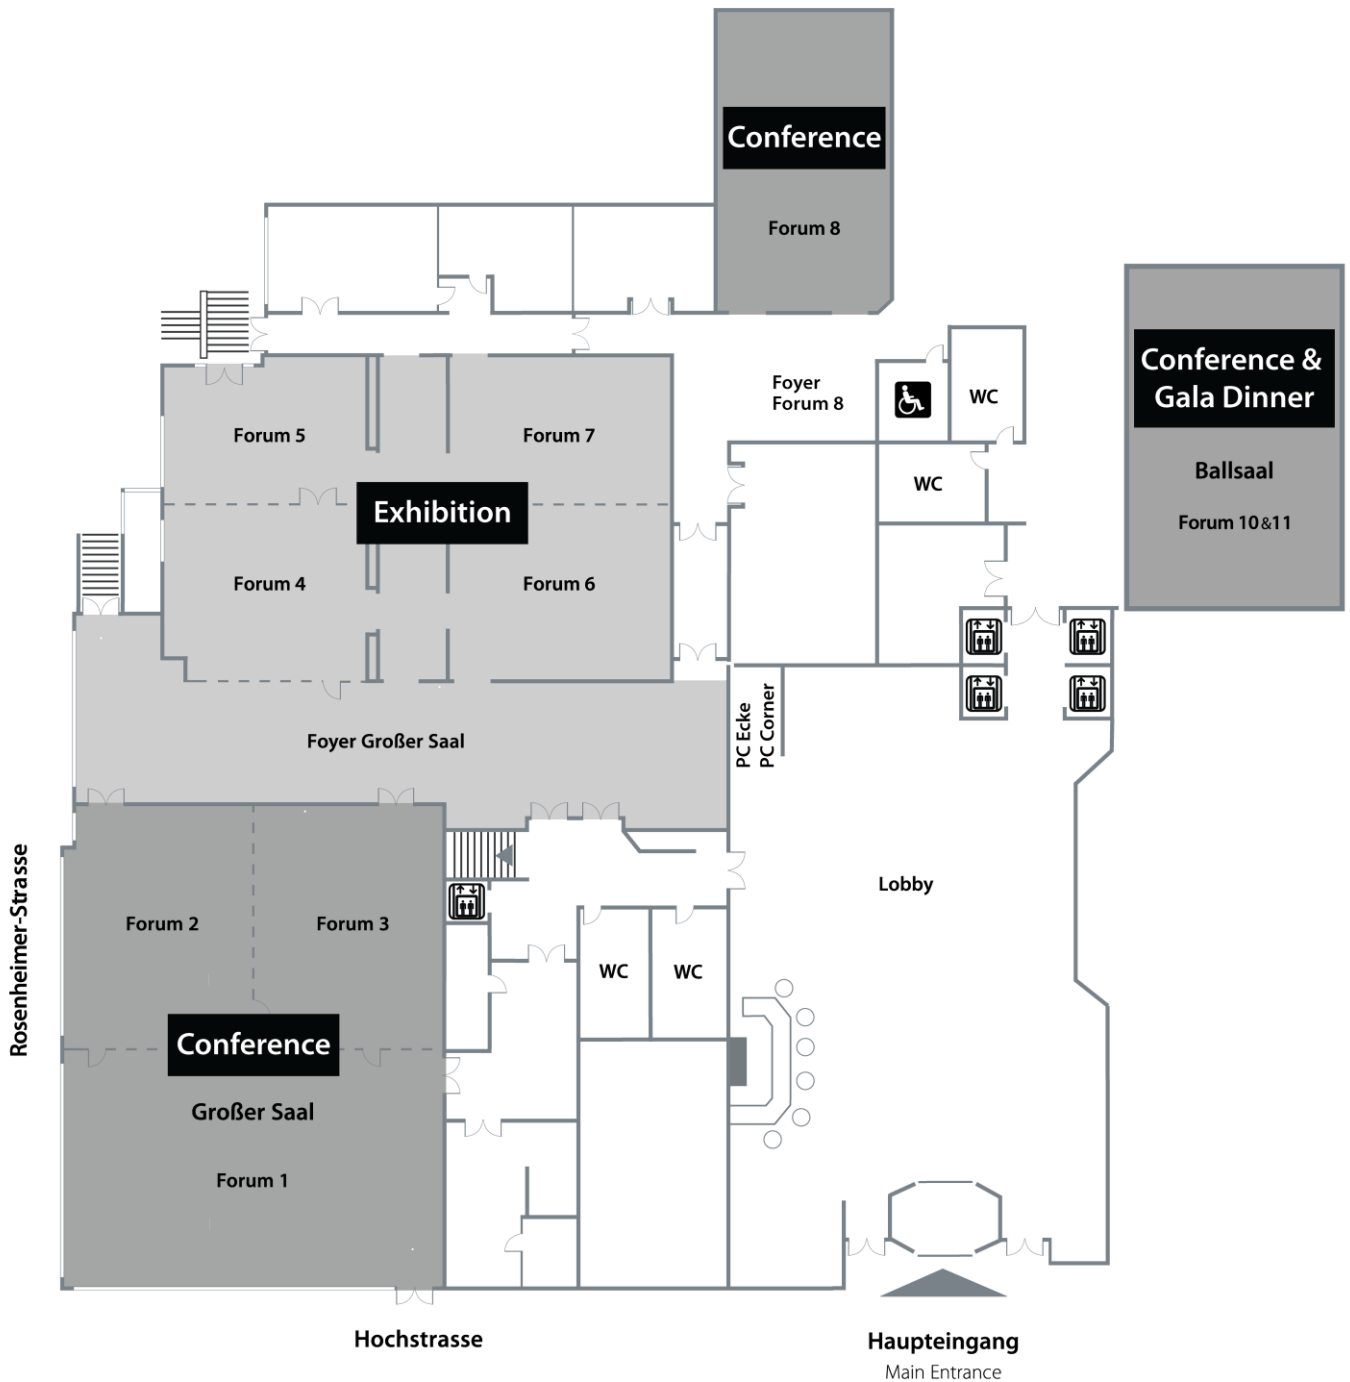 Conference
Forum 8
Conference &
Gala Dinner
Ballsaal
Forum 10 & 11
Foyer
Forum 8
WC
WC
Forum 5
Forum 7
Exhibition
Forum 4
Forum 6
Foyer Großer Saal
PC Ecke
PC Corner
Lobby
Forum 2
Forum 3
WC
WC
Conference
Großer Saal
Forum 1
Rosenheimer-Strasse
Hochstrasse
Haupteingang
Main Entrance